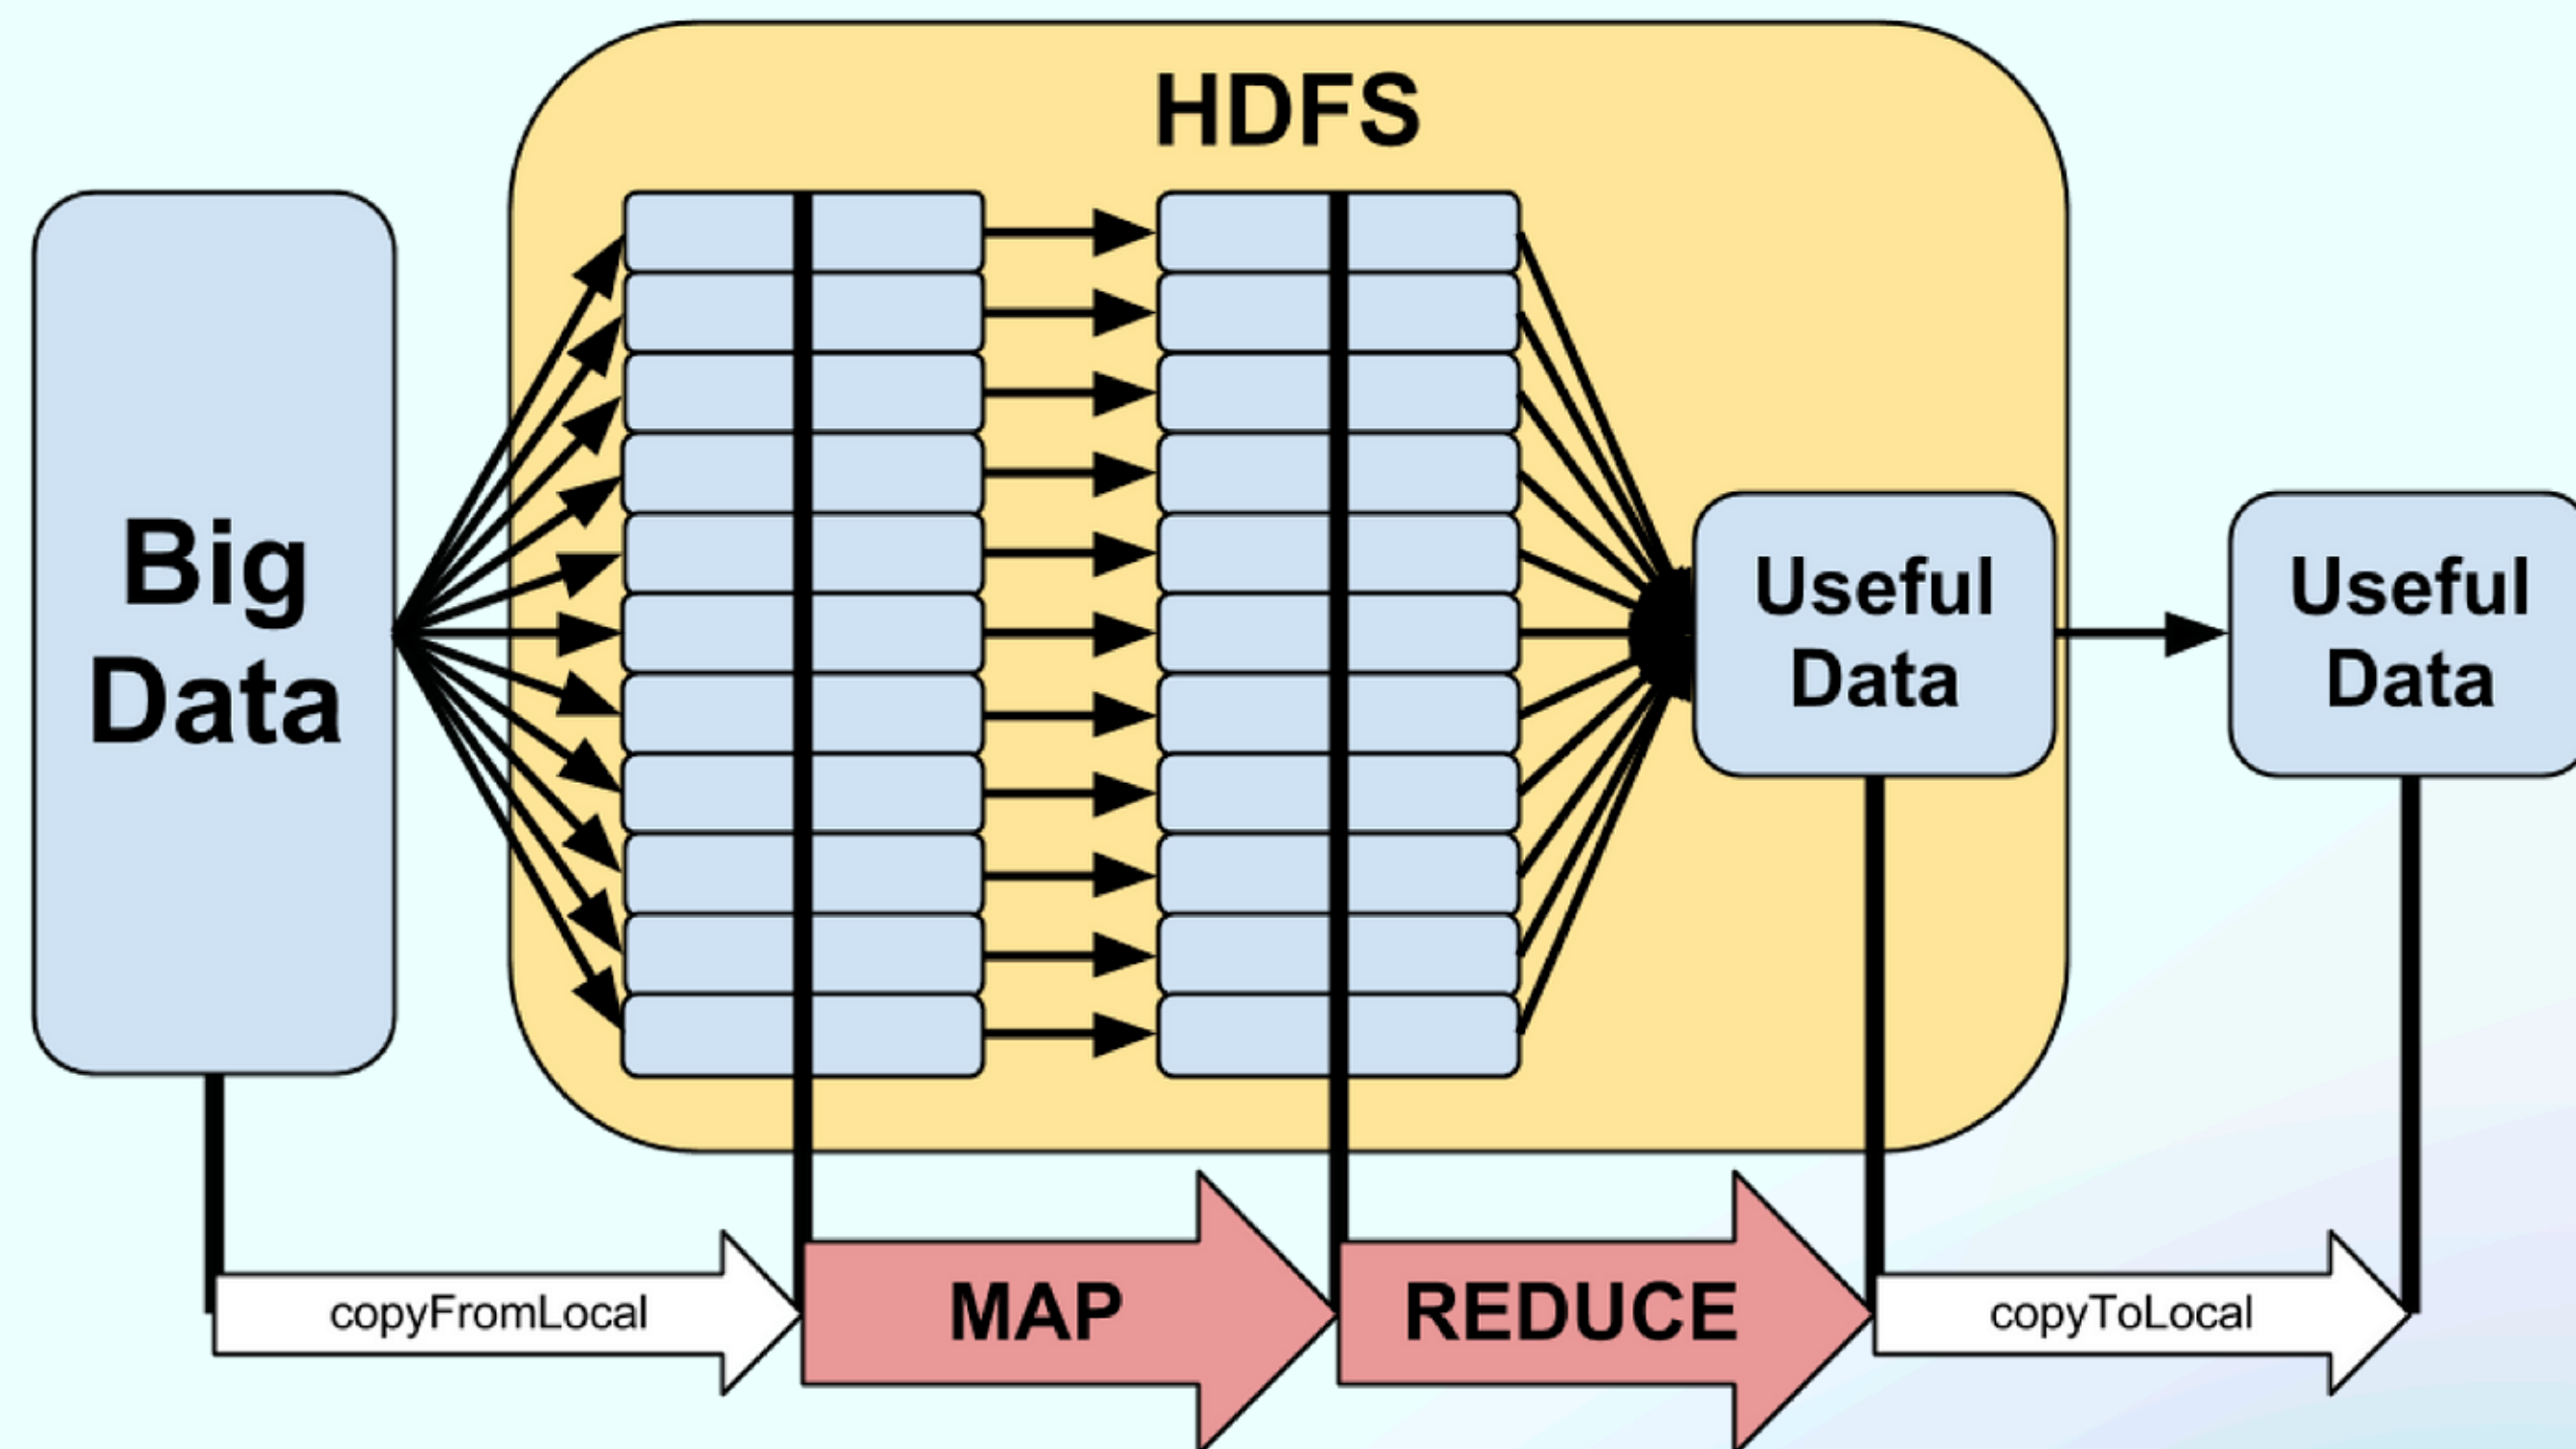 HDFS
Big
Data
Useful
Data
Useful
Data
copyFromLocal
MAP
REDUCE
copyToLocal